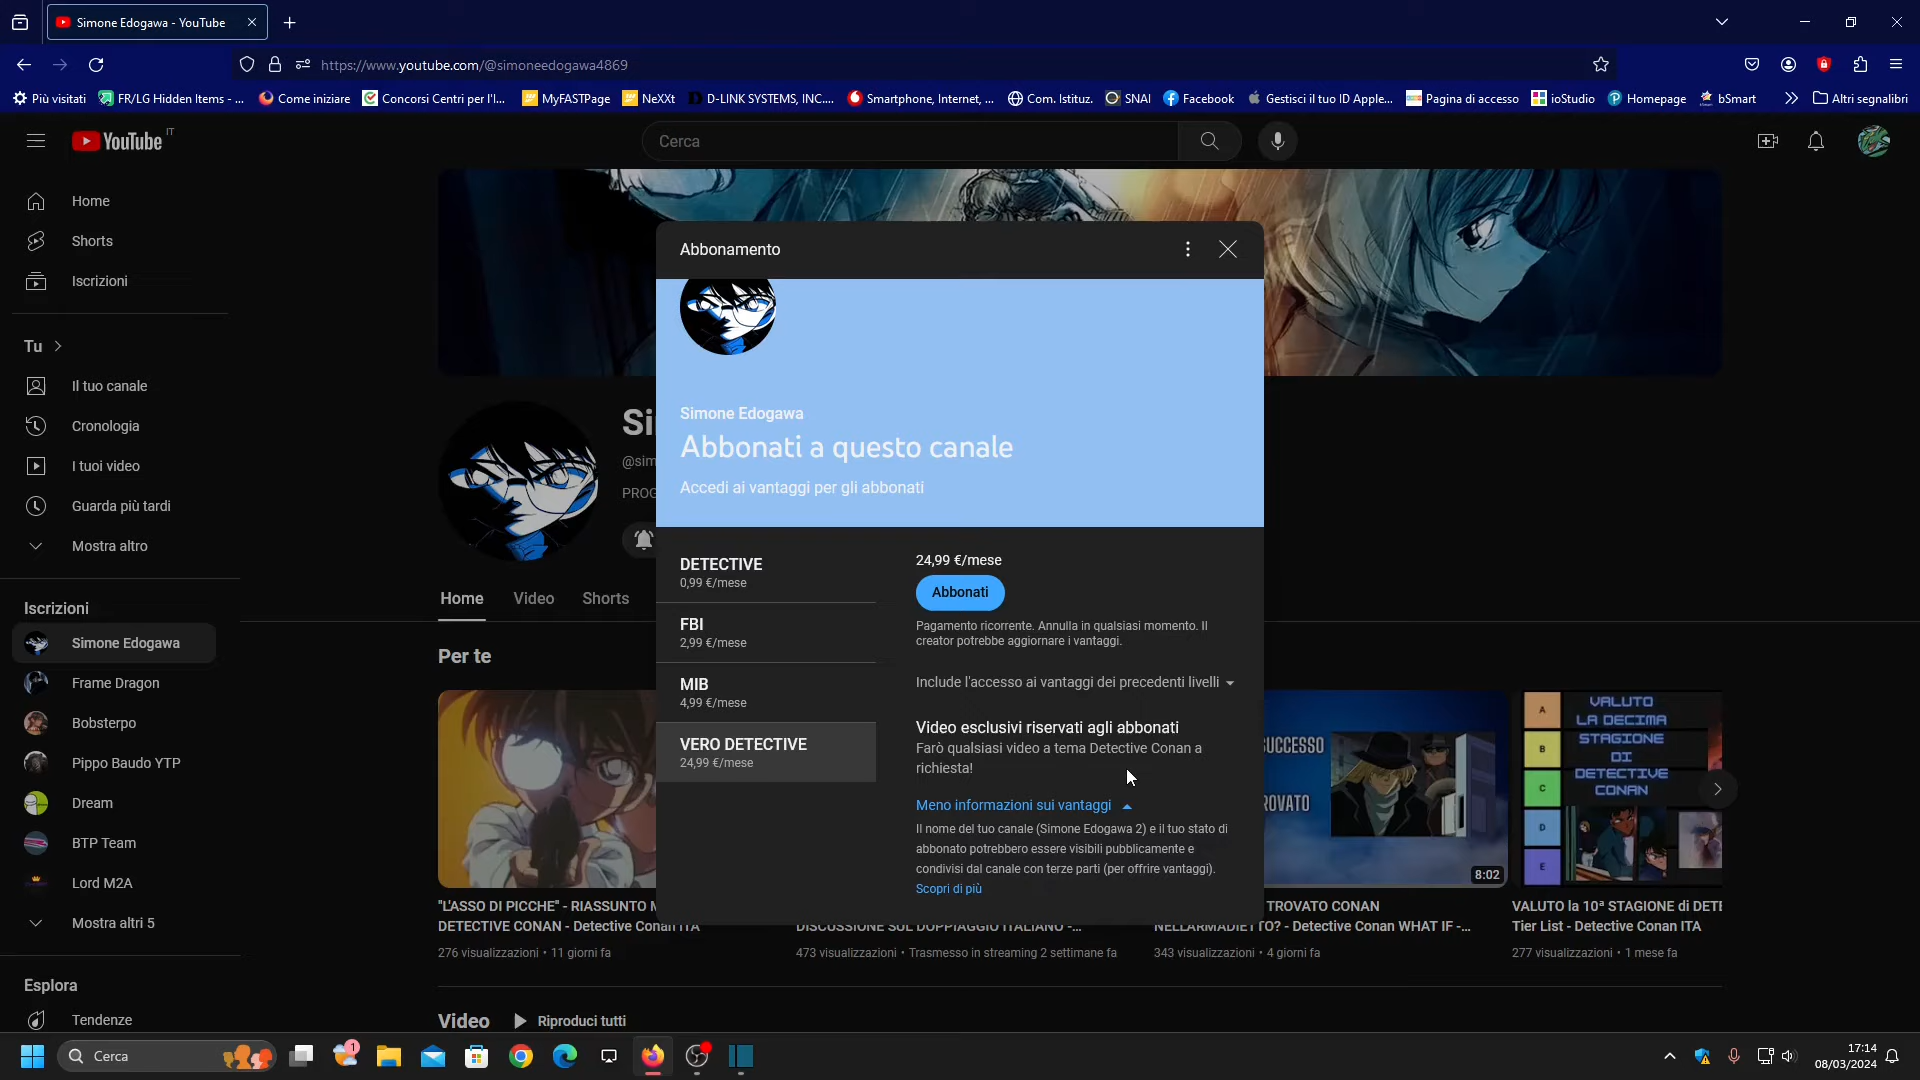 Simone Edogawa - YouTube
https://www.youtube.com/@simoneedogawa4869
Più visitati
FR/LG Hidden Items - ...
Come iniziare
Concorsi Centri per l'I...
MyFASTPage
NeXXt
D-LINK SYSTEMS, INC....
Smartphone, Internet, ...
Com. Istituz.
SNAI
Facebook
Gestisci il tuo ID Apple...
Pagina di accesso
ioStudio
Homepage
bSmart
Altri segnalibri
YouTube IT
Cerca
Home
Shorts
Iscrizioni
Tu
Il tuo canale
Cronologia
I tuoi video
Guarda più tardi
Mostra altro
Iscrizioni
Simone Edogawa
Frame Dragon
Bobsterpo
Pippo Baudo YTP
Dream
BTP Team
Lord M2A
Mostra altri 5
Esplora
Tendenze
Si
@sim
PROG
Home
Video
Shorts
Per te
Abbonamento
Simone Edogawa
Abbonati a questo canale
Accedi ai vantaggi per gli abbonati
DETECTIVE
0,99 €/mese
FBI
2,99 €/mese
MIB
4,99 €/mese
VERO DETECTIVE
24,99 €/mese
24,99 €/mese
Abbonati
Pagamento ricorrente. Annulla in qualsiasi momento. Il
creator potrebbe aggiornare i vantaggi.
Include l'accesso ai vantaggi dei precedenti livelli
Video esclusivi riservati agli abbonati
Farò qualsiasi video a tema Detective Conan a
richiesta!
Meno informazioni sui vantaggi
Il nome del tuo canale (Simone Edogawa 2) e il tuo stato di
abbonato potrebbero essere visibili pubblicamente e
condivisi dal canale con terze parti (per offrire vantaggi).
Scopri di più
SUCCESSO
TROVATO
8:02
A
B
C
D
E
VALUTO
LA DECIMA
STAGIONE
DI
DETECTIVE
CONAN
"L'ASSO DI PICCHE" - RIASSUNTO M
DETECTIVE CONAN - Detective Conan ITA
276 visualizzazioni • 11 giorni fa
DISCUSSIONE SUL DOPPIAGGIO ITALIANO -...
473 visualizzazioni • Trasmesso in streaming 2 settimane fa
TROVATO CONAN
NELL'ARMADIETTO? - Detective Conan WHAT IF -...
343 visualizzazioni • 4 giorni fa
VALUTO la 10ª STAGIONE di DETE
Tier List - Detective Conan ITA
277 visualizzazioni • 1 mese fa
Video
Riproduci tutti
Cerca
1
17:14
08/03/2024